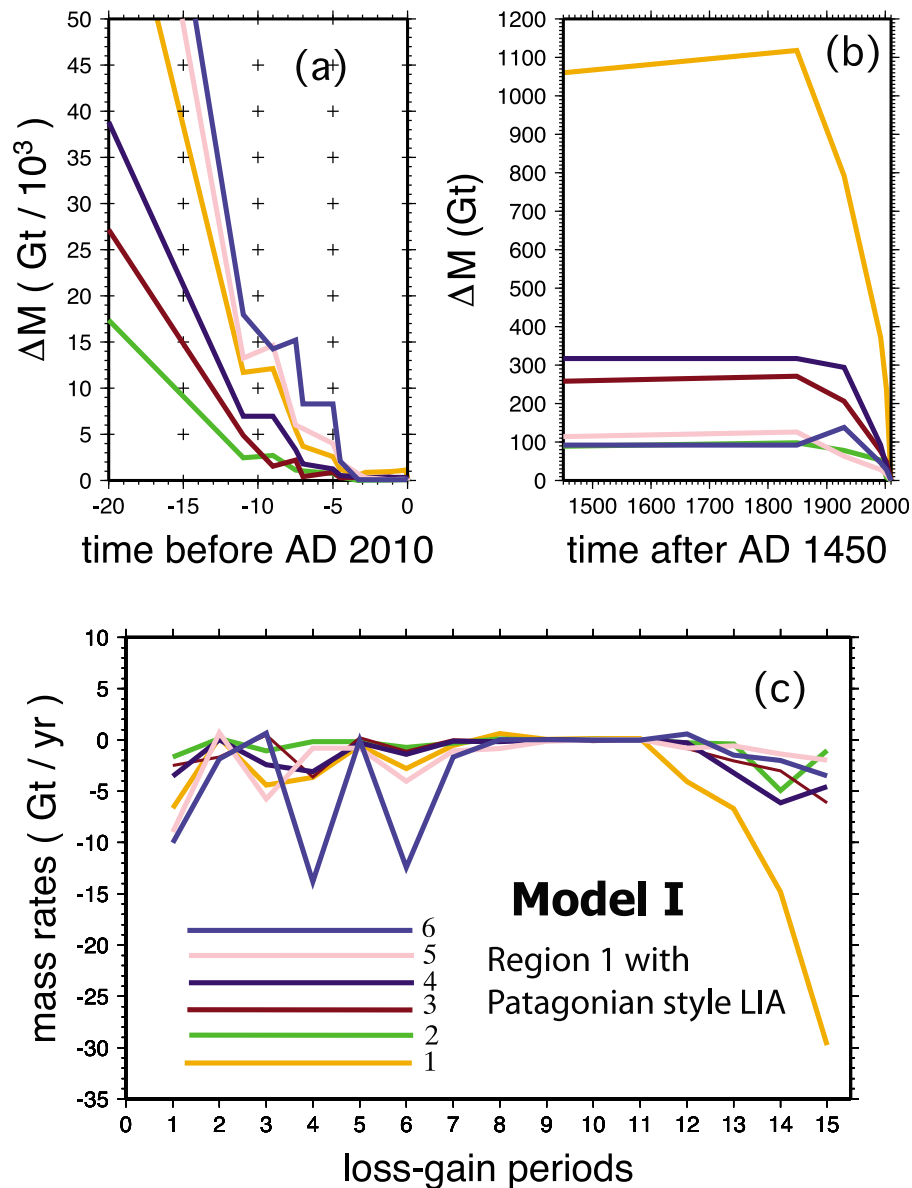 50
45
40
35
30
25
20
15
10
5
0
ΔM ( Gt / 10³ )
(a)
-20 -15 -10 -5 0
time before AD 2010
1200
1100
1000
900
800
700
600
500
400
300
200
100
0
ΔM (Gt)
(b)
1500 1600 1700 1800 1900 2000
time after AD 1450
10
5
0
-5
-10
-15
-20
-25
-30
-35
mass rates ( Gt / yr )
(c)
Model I
Region 1 with
Patagonian style LIA
6
5
4
3
2
1
0 1 2 3 4 5 6 7 8 9 10 11 12 13 14 15
loss-gain periods